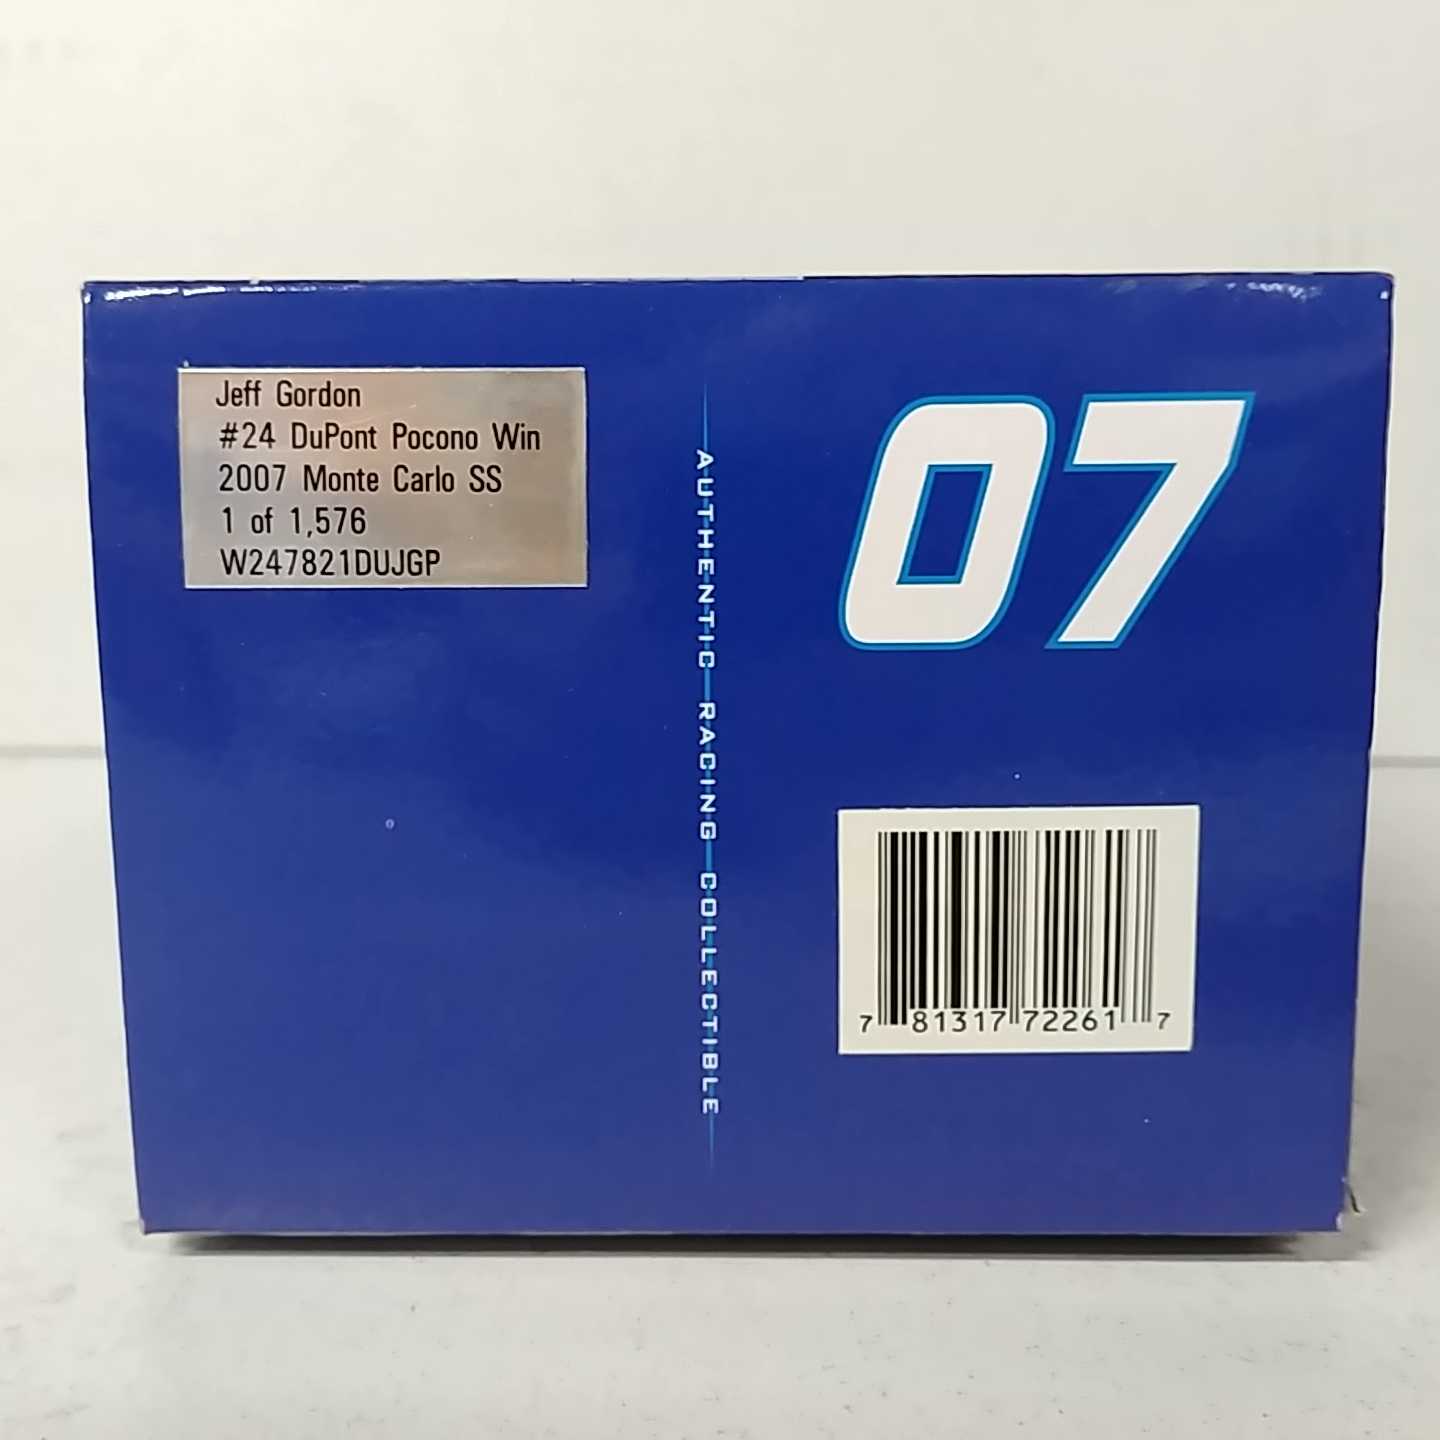 Jeff Gordon
#24 DuPont Pocono Win
2007 Monte Carlo SS
1 of 1,576
W247821DUJGP
AUTHENTIC RACING COLLECTIBLE
07
7 81317 72261 7